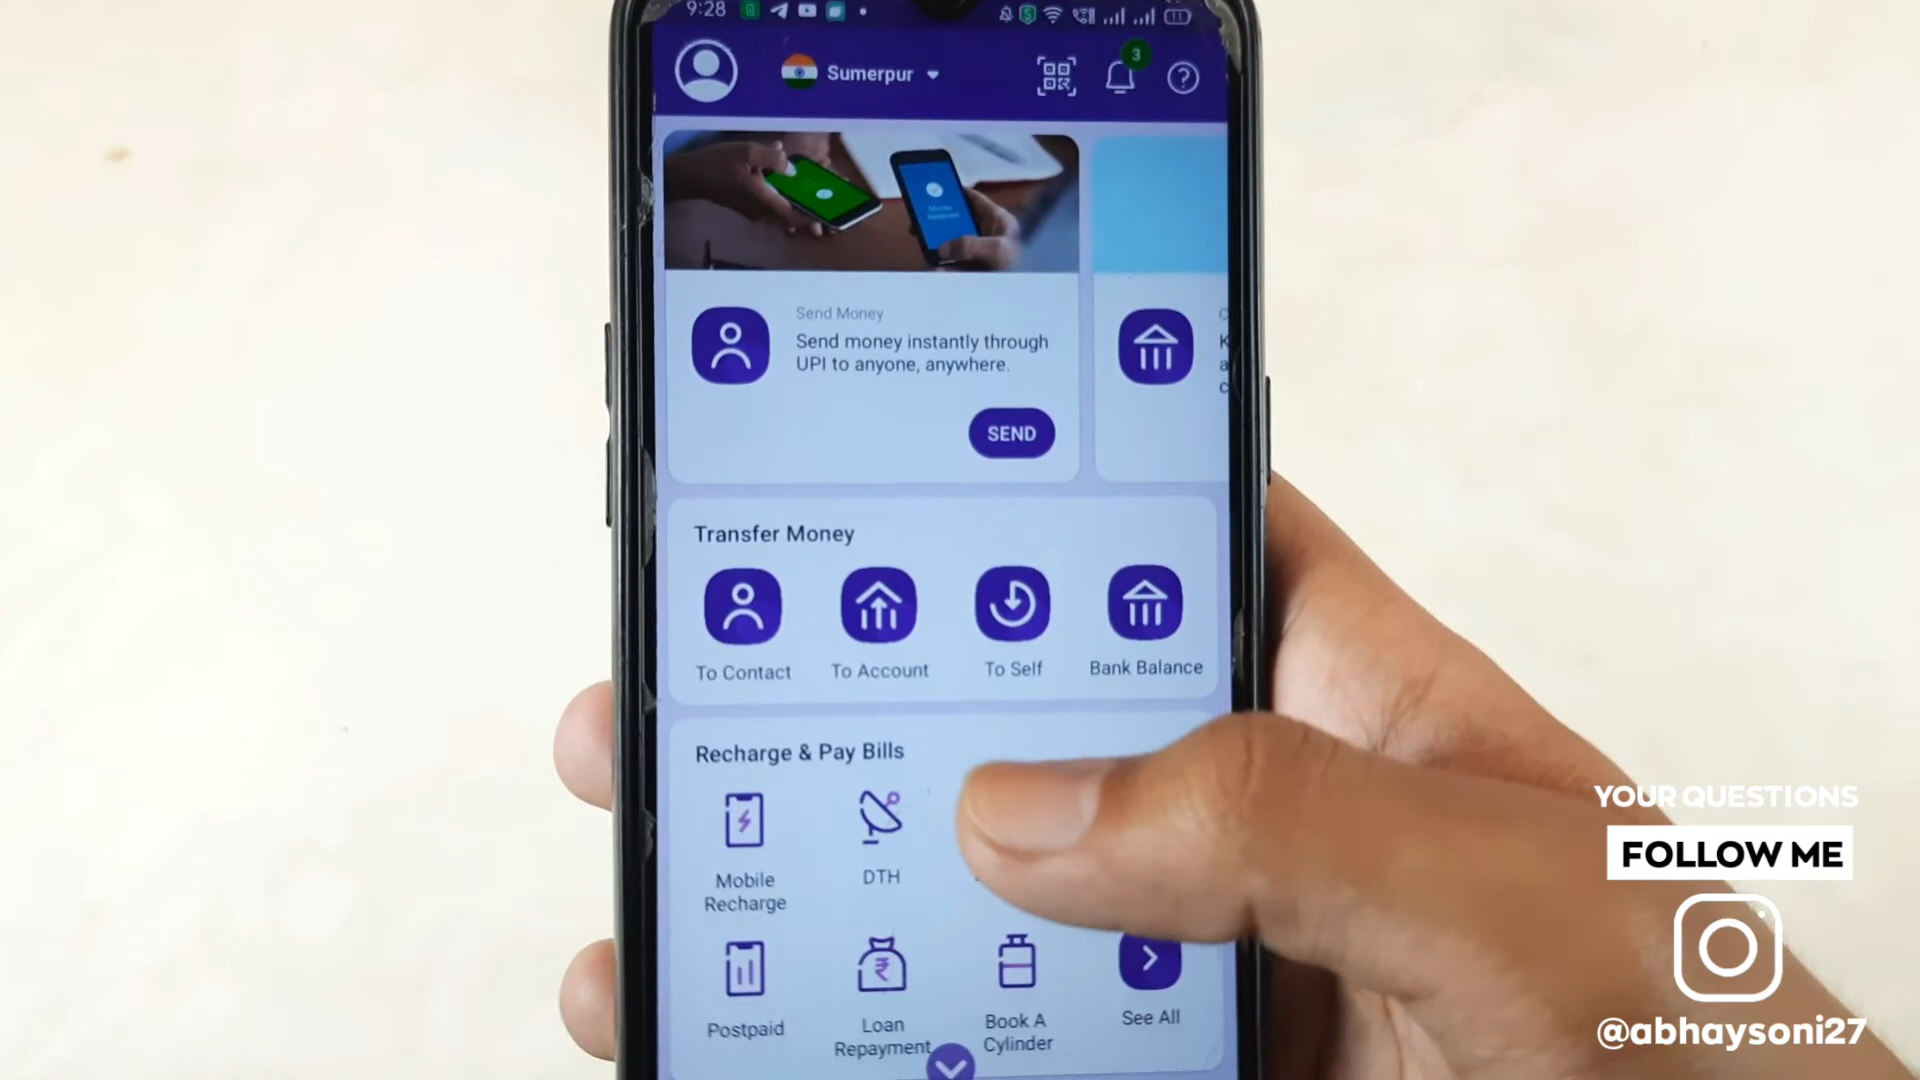 9:28
11
Sumerpur
3
Send Money
Send money instantly through
UPI to anyone, anywhere.
SEND
Transfer Money
To Contact
To Account
To Self
Bank Balance
Recharge & Pay Bills
Mobile
Recharge
DTH
Postpaid
Loan
Repayment
Book A
Cylinder
See All
YOUR QUESTIONS
FOLLOW ME
@abhaysoni27